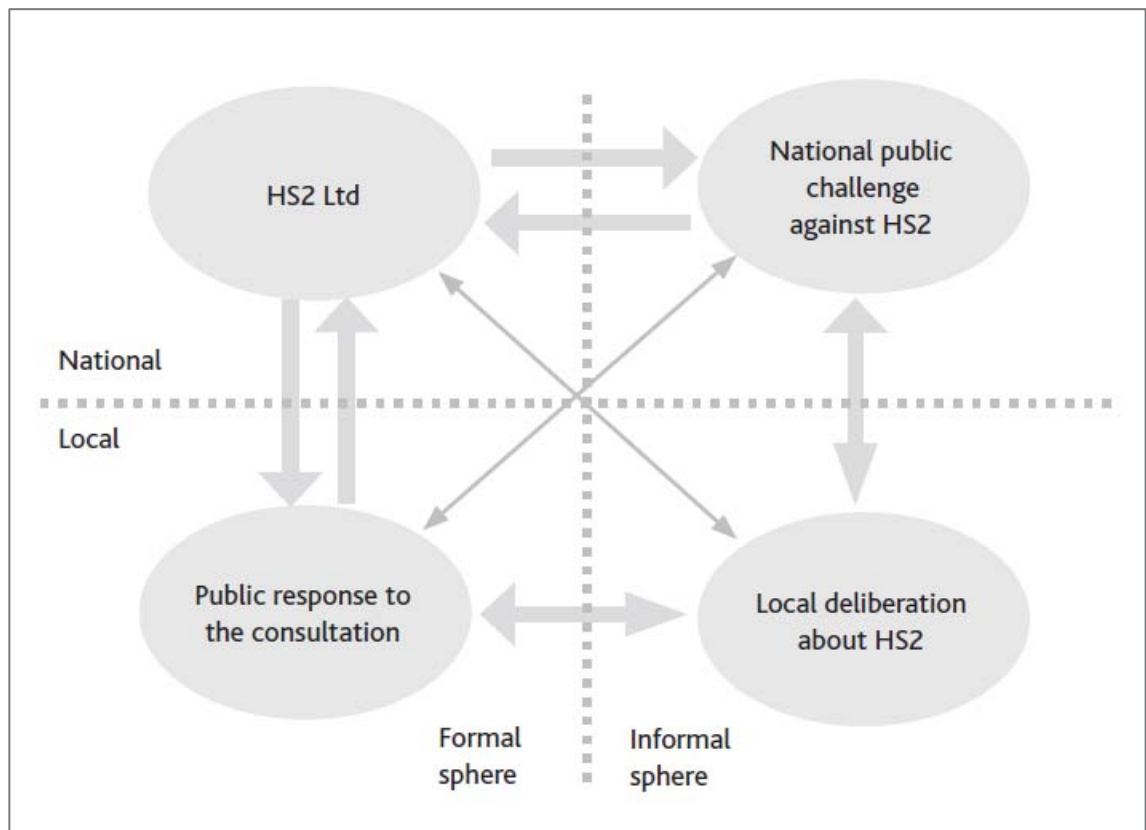 HS2 Ltd
National public
challenge
against HS2
National
Local
Public response to
the consultation
Local deliberation
about HS2
Formal
sphere
Informal
sphere